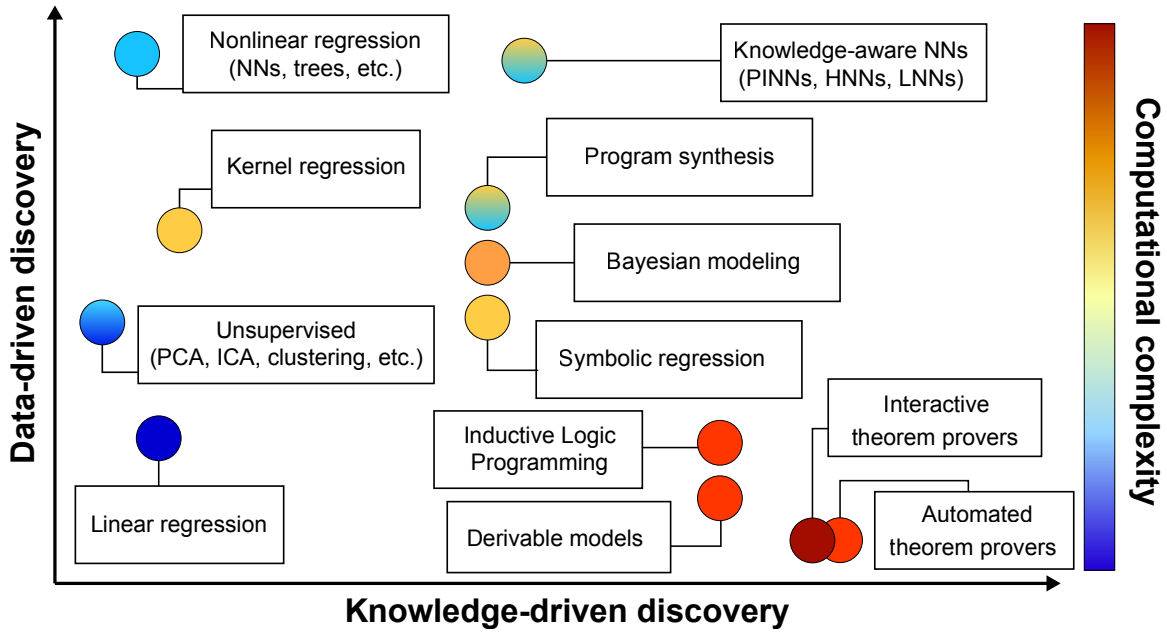 Nonlinear regression
(NNs, trees, etc.)
Knowledge-aware NNs
(PINNs, HNNs, LNNs)
Kernel regression
Program synthesis
Bayesian modeling
Unsupervised
(PCA, ICA, clustering, etc.)
Symbolic regression
Interactive
theorem provers
Inductive Logic
Programming
Linear regression
Derivable models
Automated
theorem provers
Data-driven discovery
Knowledge-driven discovery
Computational complexity